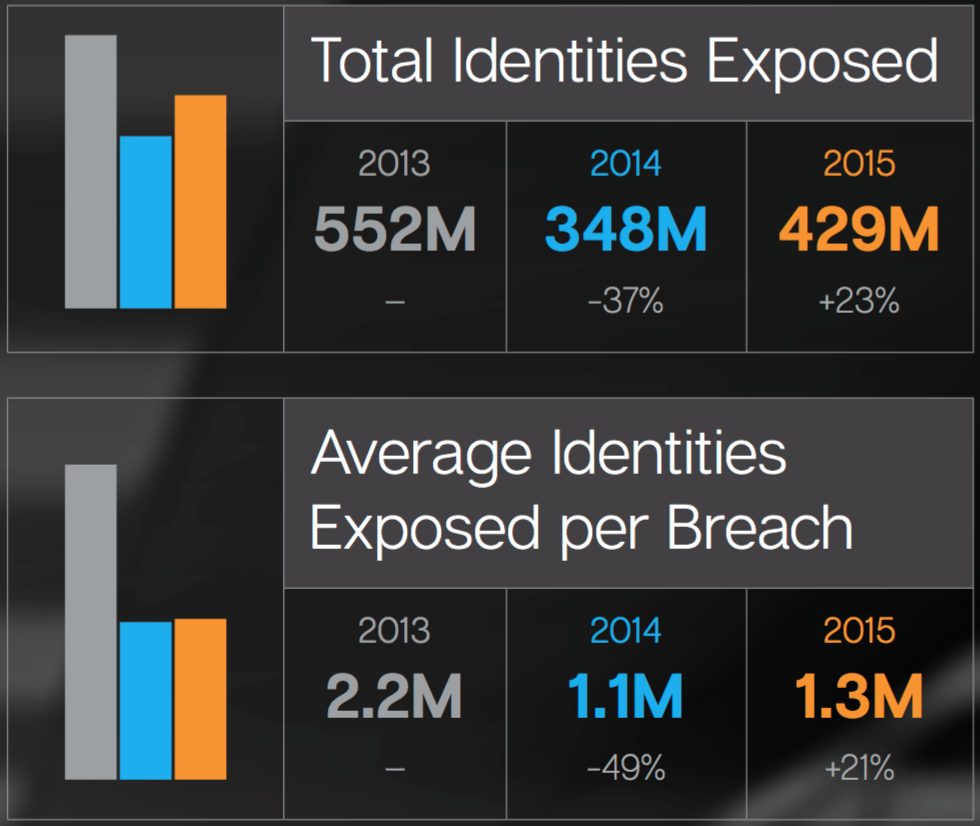 Total Identities Exposed
2013 2014 2015
552M 348M 429M
– -37% +23%
Average Identities
Exposed per Breach
2013 2014 2015
2.2M 1.1M 1.3M
– -49% +21%